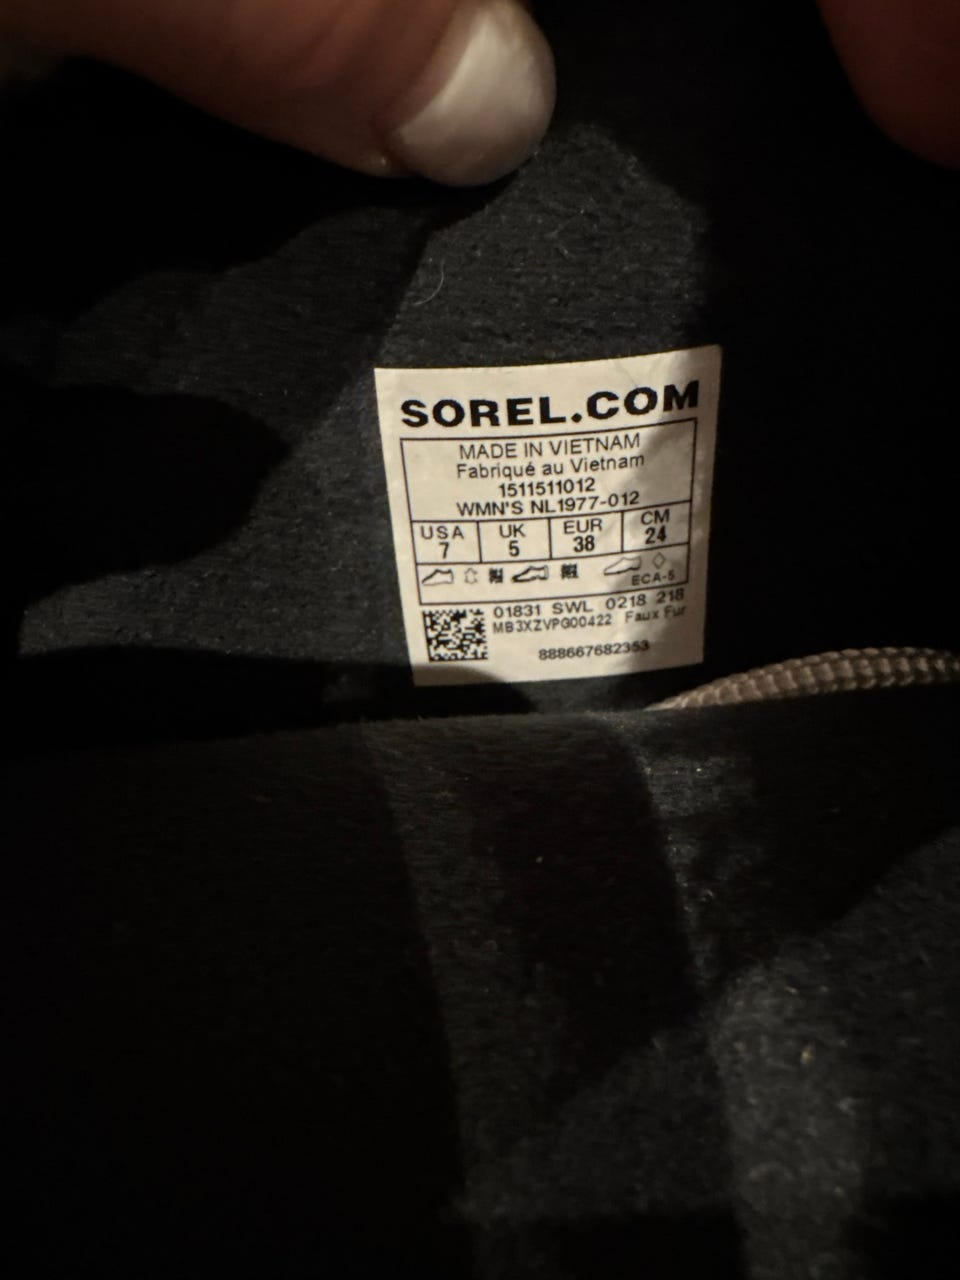 SOREL.COM
MADE IN VIETNAM
Fabriqué au Vietnam
1511511012
WMN'S NL1977-012
USA UK EUR CM
7 5 38 24
ECA-5
01831 SWL 0218 218
MB3XZVPG00422 Faux Fur
888667682353